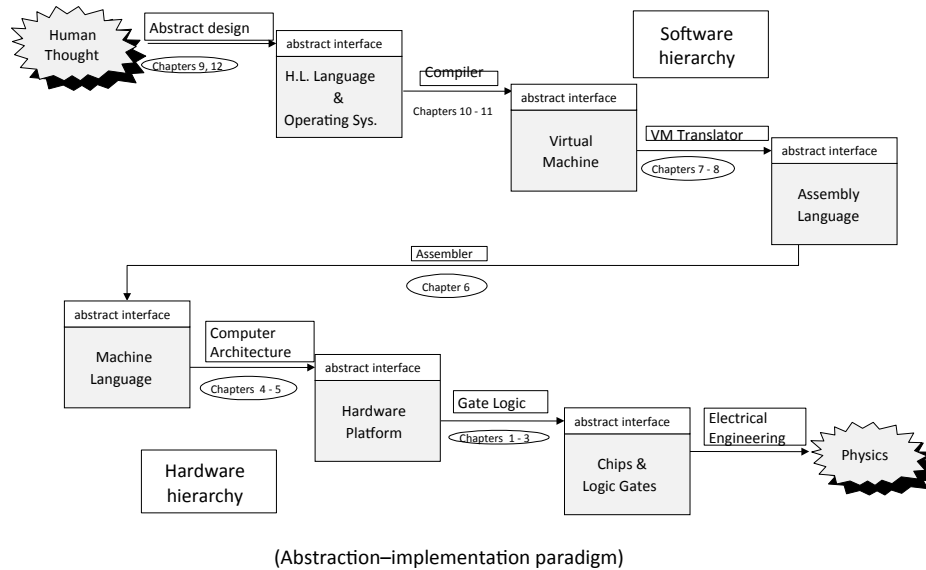 Human
Thought
Abstract design
Chapters 9, 12
abstract interface
H.L. Language
&
Operating Sys.
Compiler
Chapters 10 - 11
Software
hierarchy
abstract interface
Virtual
Machine
VM Translator
Chapters 7 - 8
abstract interface
Assembly
Language
Assembler
Chapter 6
abstract interface
Machine
Language
Computer
Architecture
Chapters 4 - 5
abstract interface
Hardware
Platform
Gate Logic
Chapters 1 - 3
abstract interface
Chips &
Logic Gates
Electrical
Engineering
Physics
Hardware
hierarchy
(Abstraction–implementation paradigm)